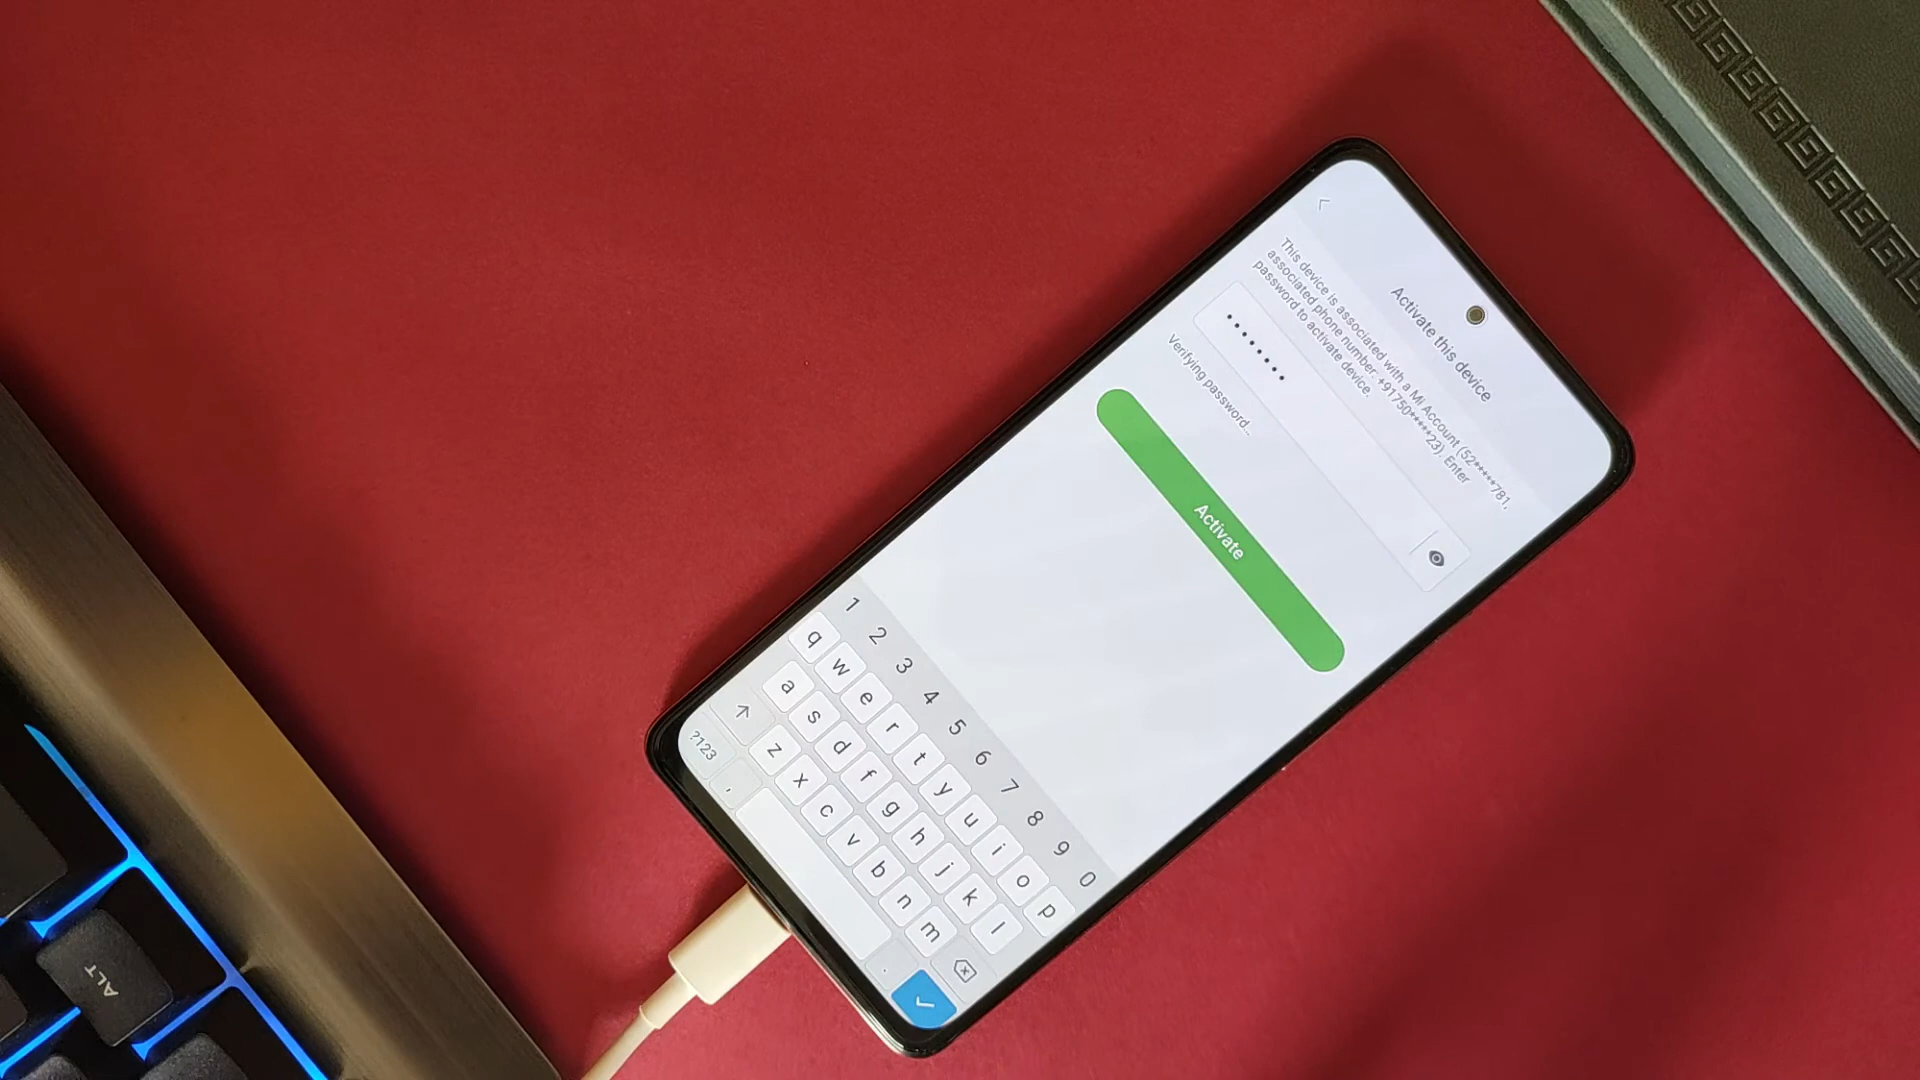 Activate this device
This device is associated with a Mi Account (52*****781,
associated phone number: +91750*****23). Enter
password to activate device.
•••••••••
Verifying password...
Activate
1 2 3 4 5 6 7 8 9 0
q w e r t y u i o p
a s d f g h j k l
z x c v b n m
?123 , .
ALT